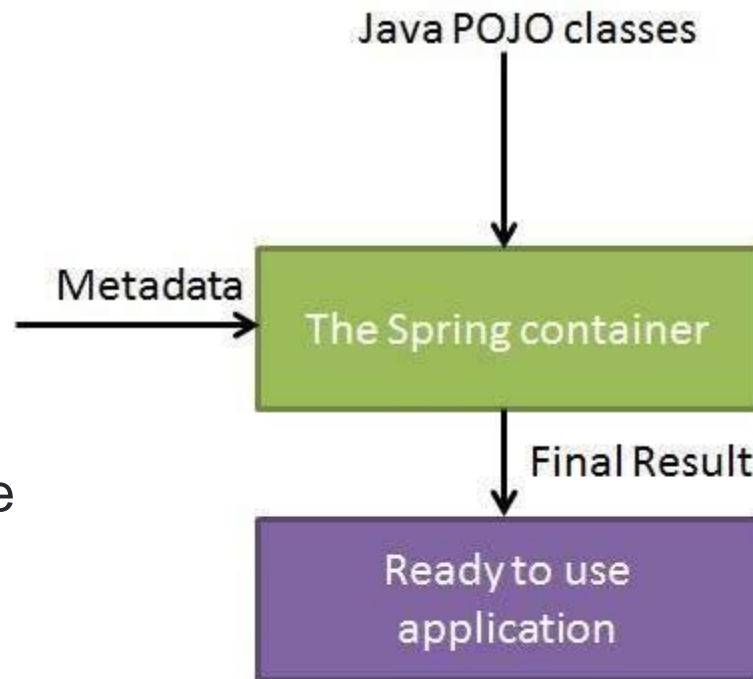 Java POJO classes
Metadata
The Spring container
Final Result
e
Ready to use
application